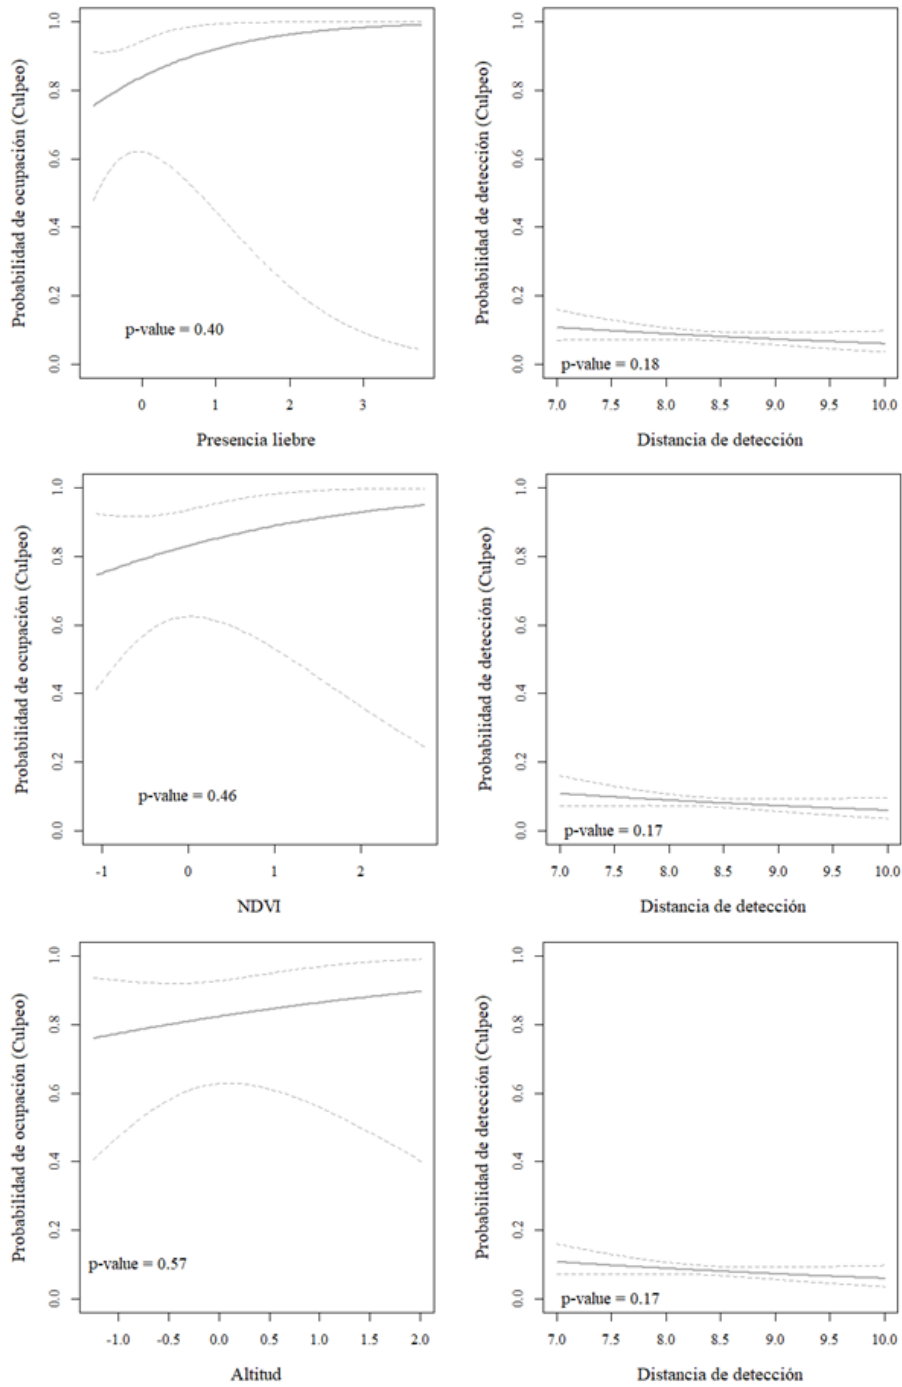 Probabilidad de ocupación (Culpeo)
1.0
0.8
0.6
0.4
0.2
0.0
p-value = 0.40
0 1 2 3
Presencia liebre
Probabilidad de detección (Culpeo)
1.0
0.8
0.6
0.4
0.2
0.0
p-value = 0.18
7.0 7.5 8.0 8.5 9.0 9.5 10.0
Distancia de detección
Probabilidad de ocupación (Culpeo)
1.0
0.8
0.6
0.4
0.2
0.0
p-value = 0.46
-1 0 1 2
NDVI
Probabilidad de detección (Culpeo)
1.0
0.8
0.6
0.4
0.2
0.0
p-value = 0.17
7.0 7.5 8.0 8.5 9.0 9.5 10.0
Distancia de detección
Probabilidad de ocupación (Culpeo)
1.0
0.8
0.6
0.4
0.2
0.0
p-value = 0.57
-1.0 -0.5 0.0 0.5 1.0 1.5 2.0
Altitud
Probabilidad de detección (Culpeo)
1.0
0.8
0.6
0.4
0.2
0.0
p-value = 0.17
7.0 7.5 8.0 8.5 9.0 9.5 10.0
Distancia de detección